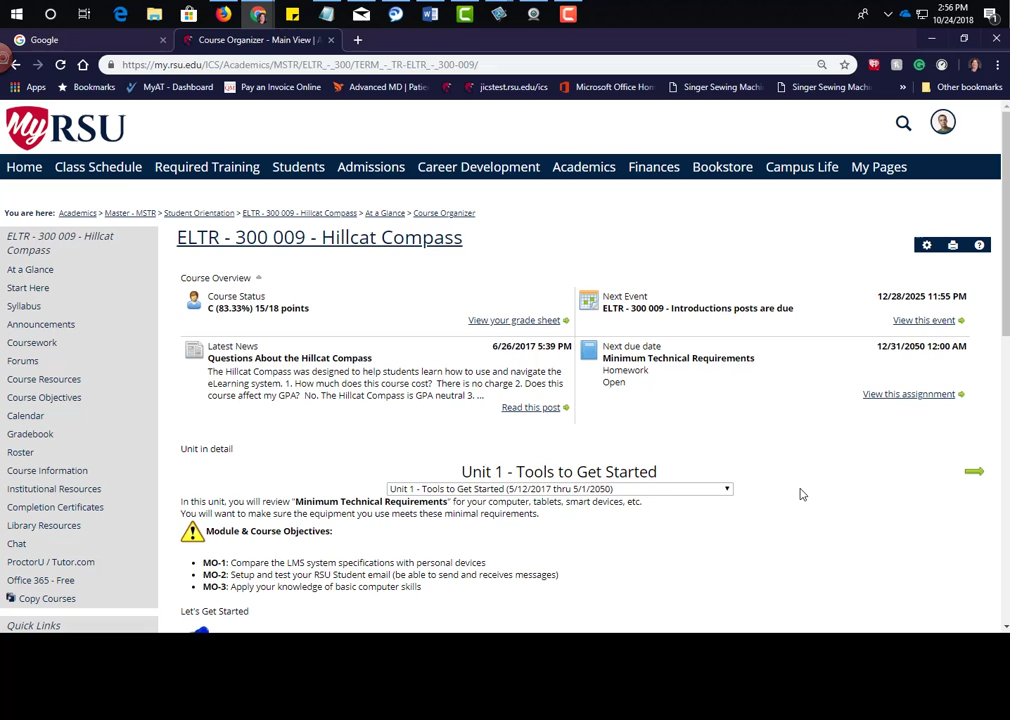 2:56 PM
10/24/2018
1
Google
Course Organizer - Main View | A
https://my.rsu.edu/ICS/Academics/MSTR/ELTR_-_300/TERM_-_TR-ELTR_-_300-009/
Apps
Bookmarks
MyAT - Dashboard
QM
Pay an Invoice Online
Advanced MD | Patie
jicstest.rsu.edu/ics
Microsoft Office Hom
Singer Sewing Machi
Singer Sewing Machi
»
Other bookmarks
My RSU
Home
Class Schedule
Required Training
Students
Admissions
Career Development
Academics
Finances
Bookstore
Campus Life
My Pages
You are here: Academics > Master - MSTR > Student Orientation > ELTR - 300 009 - Hillcat Compass > At a Glance > Course Organizer
ELTR - 300 009 - Hillcat
Compass
At a Glance
Start Here
Syllabus
Announcements
Coursework
Forums
Course Resources
Course Objectives
Calendar
Gradebook
Roster
Course Information
Institutional Resources
Completion Certificates
Library Resources
Chat
ProctorU / Tutor.com
Office 365 - Free
Copy Courses
Quick Links
ELTR - 300 009 - Hillcat Compass
Course Overview
Course Status
C (83.33%) 15/18 points
View your grade sheet
Next Event
12/28/2025 11:55 PM
ELTR - 300 009 - Introductions posts are due
View this event
Latest News
6/26/2017 5:39 PM
Questions About the Hillcat Compass
The Hillcat Compass was designed to help students learn how to use and navigate the
eLearning system. 1. How much does this course cost? There is no charge 2. Does this
course affect my GPA? No. The Hillcat Compass is GPA neutral 3. ...
Read this post
Next due date
12/31/2050 12:00 AM
Minimum Technical Requirements
Homework
Open
View this assignnment
Unit in detail
Unit 1 - Tools to Get Started
Unit 1 - Tools to Get Started (5/12/2017 thru 5/1/2050)
In this unit, you will review "Minimum Technical Requirements" for your computer, tablets, smart devices, etc.
You will want to make sure the equipment you use meets these minimal requirements.
Module & Course Objectives:
• MO-1: Compare the LMS system specifications with personal devices
• MO-2: Setup and test your RSU Student email (be able to send and receives messages)
• MO-3: Apply your knowledge of basic computer skills
Let's Get Started